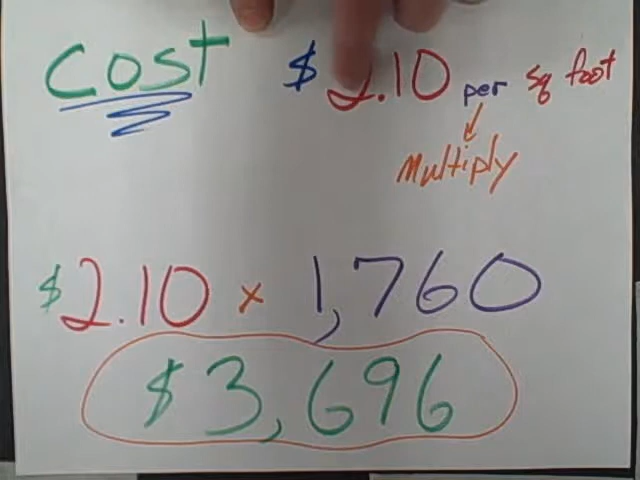 Cost $2.10 per sq foot
Multiply
$2.10 x 1,760
$3,696